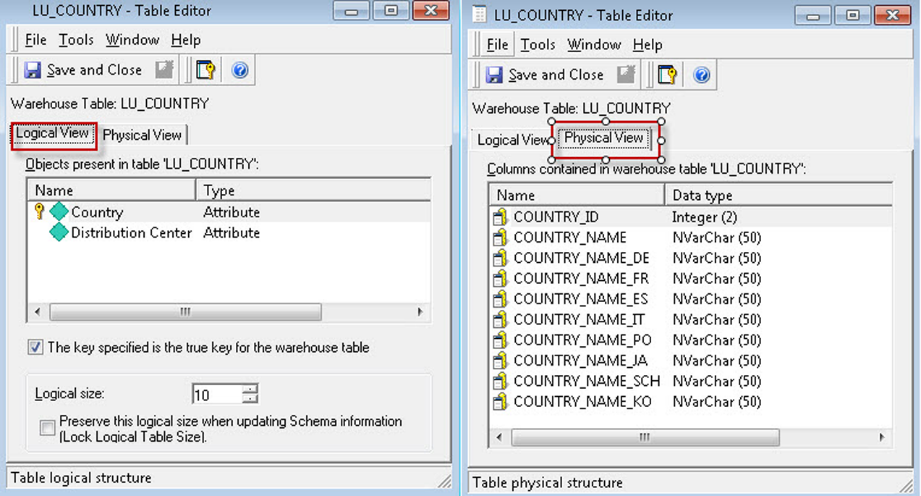 LU_COUNTRY - Table Editor
File Tools Window Help
Save and Close
Warehouse Table: LU_COUNTRY
Logical View Physical View
Objects present in table 'LU_COUNTRY':
Name Type
Country Attribute
Distribution Center Attribute
The key specified is the true key for the warehouse table
Logical size: 10
Preserve this logical size when updating Schema information
(Lock Logical Table Size).
Table logical structure
LU_COUNTRY - Table Editor
File Tools Window Help
Save and Close
Warehouse Table: LU_COUNTRY
Logical View Physical View
Columns contained in warehouse table 'LU_COUNTRY':
Name Data type
COUNTRY_ID Integer (2)
COUNTRY_NAME NVarChar (50)
COUNTRY_NAME_DE NVarChar (50)
COUNTRY_NAME_FR NVarChar (50)
COUNTRY_NAME_ES NVarChar (50)
COUNTRY_NAME_IT NVarChar (50)
COUNTRY_NAME_PO NVarChar (50)
COUNTRY_NAME_JA NVarChar (50)
COUNTRY_NAME_SCH NVarChar (50)
COUNTRY_NAME_KO NVarChar (50)
Table physical structure